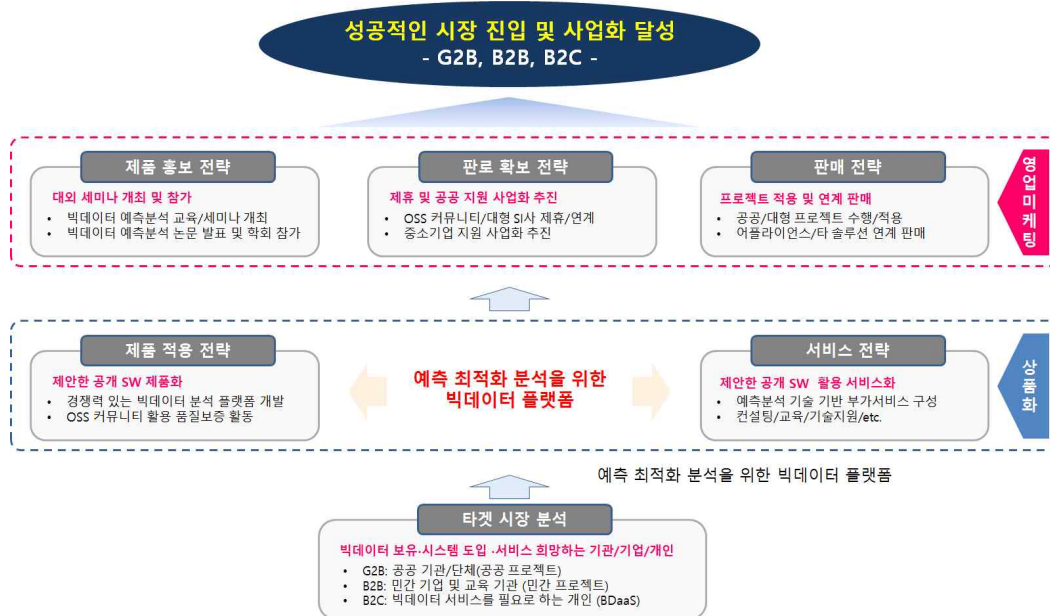 성공적인 시장 진입 및 사업화 달성
- G2B, B2B, B2C -
제품 홍보 전략
대외 세미나 개최 및 참가
• 빅데이터 예측분석 교육/세미나 개최
• 빅데이터 예측분석 논문 발표 및 학회 참가
판로 확보 전략
제휴 및 공공 지원 사업화 추진
• OSS 커뮤니티/대형 SI사 제휴/연계
• 중소기업 지원 사업화 추진
판매 전략
프로젝트 적용 및 연계 판매
• 공공/대형 프로젝트 수행/적용
• 어플라이언스/타 솔루션 연계 판매
영업미케팅
제품 적용 전략
제안한 공개 SW 제품화
• 경쟁력 있는 빅데이터 분석 플랫폼 개발
• OSS 커뮤니티 활용 품질보증 활동
예측 최적화 분석을 위한
빅데이터 플랫폼
서비스 전략
제안한 공개 SW 활용 서비스화
• 예측분석 기술 기반 부가서비스 구성
• 컨설팅/교육/기술지원/etc.
상품화
예측 최적화 분석을 위한 빅데이터 플랫폼
타겟 시장 분석
빅데이터 보유·시스템 도입 ·서비스 희망하는 기관/기업/개인
• G2B: 공공 기관/단체(공공 프로젝트)
• B2B: 민간 기업 및 교육 기관 (민간 프로젝트)
• B2C: 빅데이터 서비스를 필요로 하는 개인 (BDaaS)